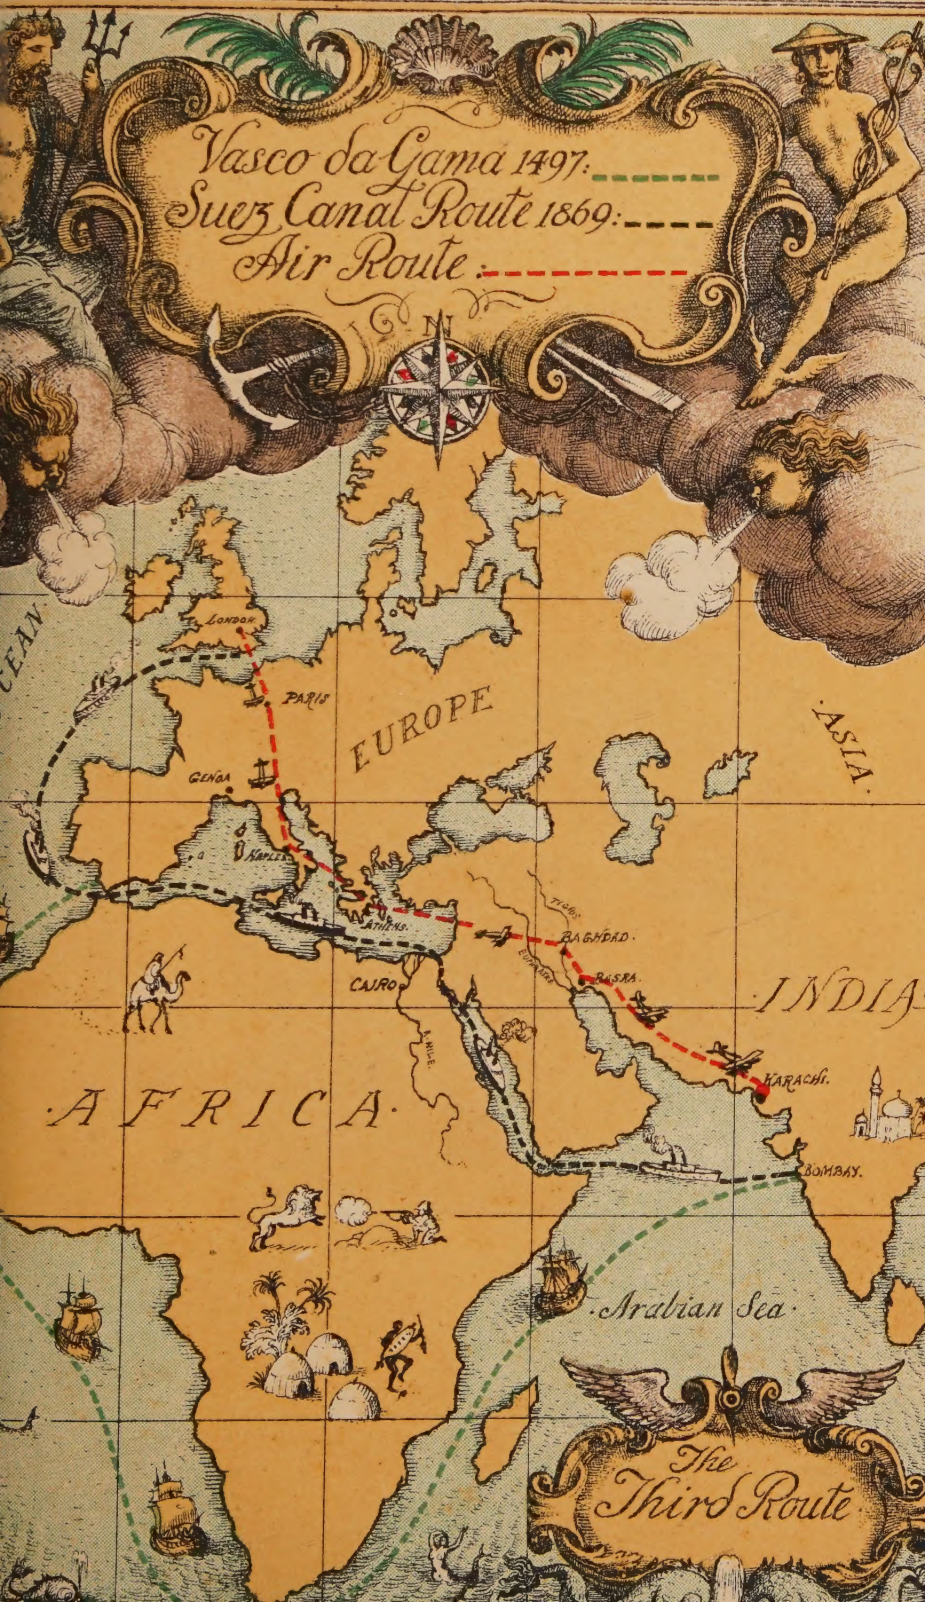 Vasco da Gama 1497:
Suez Canal Route 1869:
Air Route :
N
LONDON
CEAN
PARIS
EUROPE
·ASIA·
GENOA
NAPLES
ATHENS.
TIGRIS
BAGHDAD.
EUPHRATES
BASRA.
CAIRO
·INDIA
R. NILE.
KARACHI.
·AFRICA·
BOMBAY.
·Arabian Sea·
The
Third Route